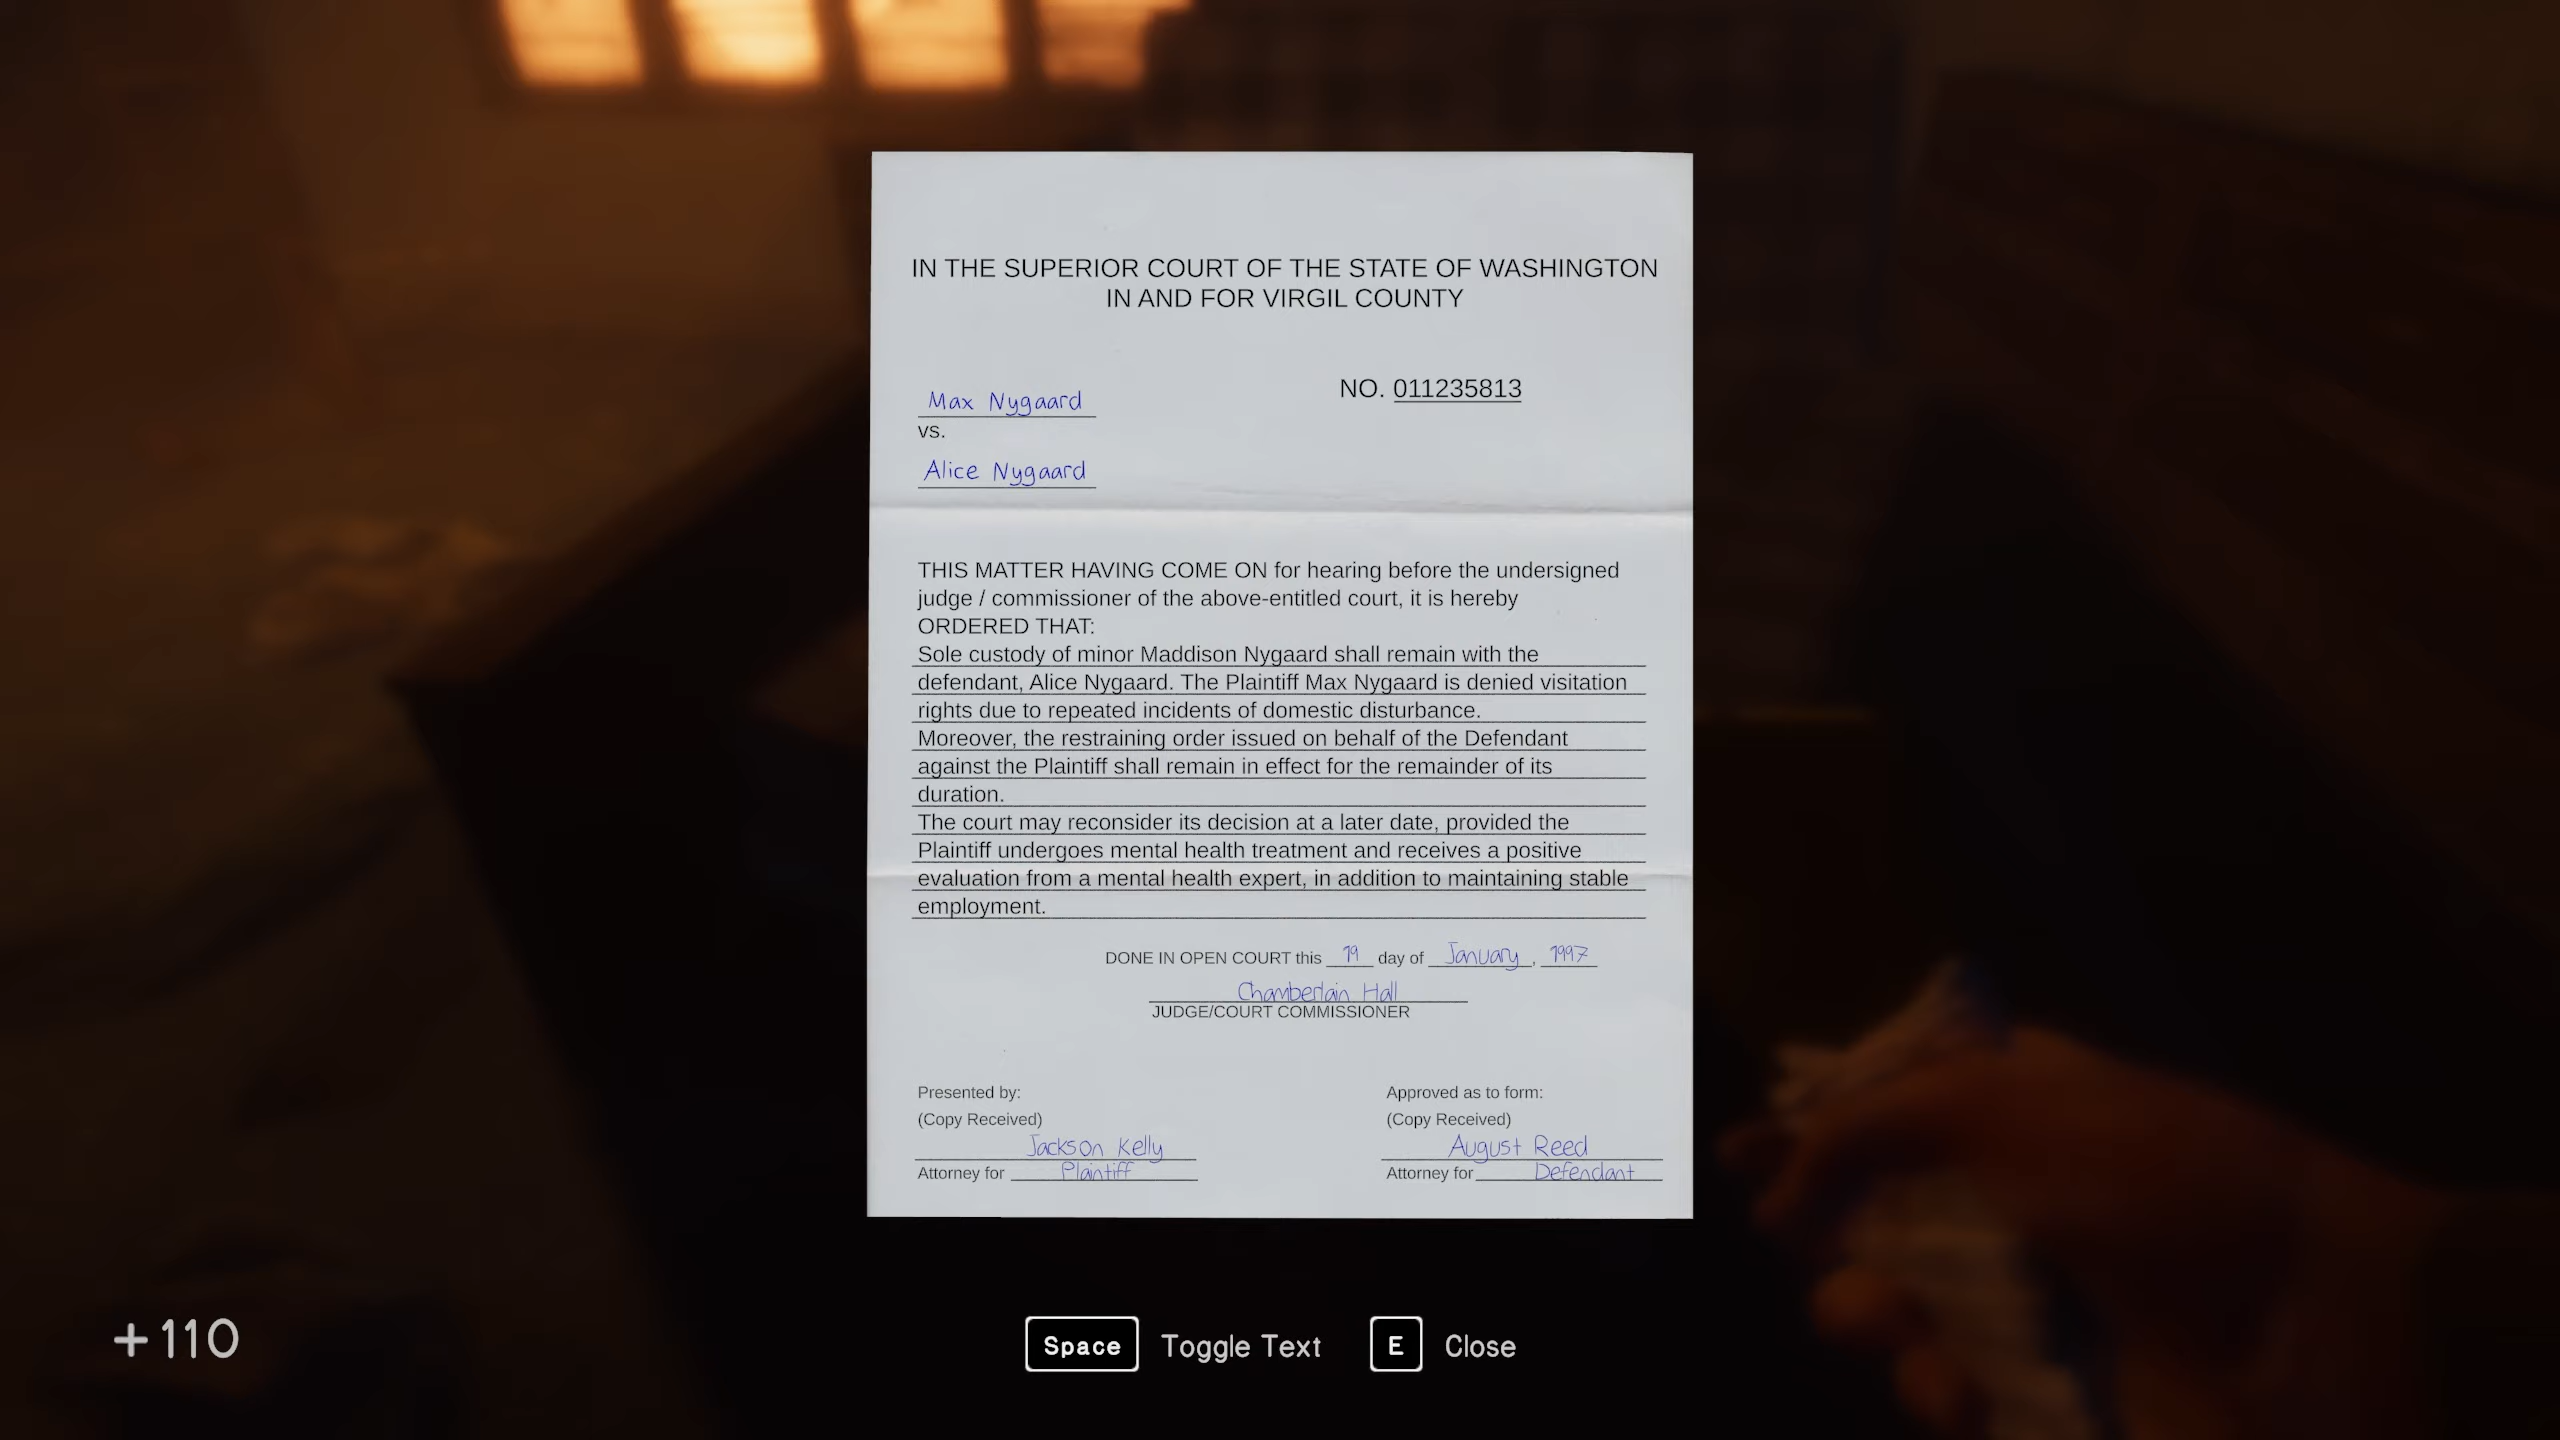 IN THE SUPERIOR COURT OF THE STATE OF WASHINGTON
IN AND FOR VIRGIL COUNTY
Max Nygaard
NO. 011235813
vs.
Alice Nygaard
THIS MATTER HAVING COME ON for hearing before the undersigned
judge / commissioner of the above-entitled court, it is hereby
ORDERED THAT:
Sole custody of minor Maddison Nygaard shall remain with the
defendant, Alice Nygaard. The Plaintiff Max Nygaard is denied visitation
rights due to repeated incidents of domestic disturbance.
Moreover, the restraining order issued on behalf of the Defendant
against the Plaintiff shall remain in effect for the remainder of its
duration.
The court may reconsider its decision at a later date, provided the
Plaintiff undergoes mental health treatment and receives a positive
evaluation from a mental health expert, in addition to maintaining stable
employment.
DONE IN OPEN COURT this 19 day of January, 1997
Chamberlain Hall
JUDGE/COURT COMMISSIONER
Presented by:
(Copy Received)
Jackson Kelly
Attorney for Plaintiff
Approved as to form:
(Copy Received)
August Reed
Attorney for Defendant
+110
Space Toggle Text E Close